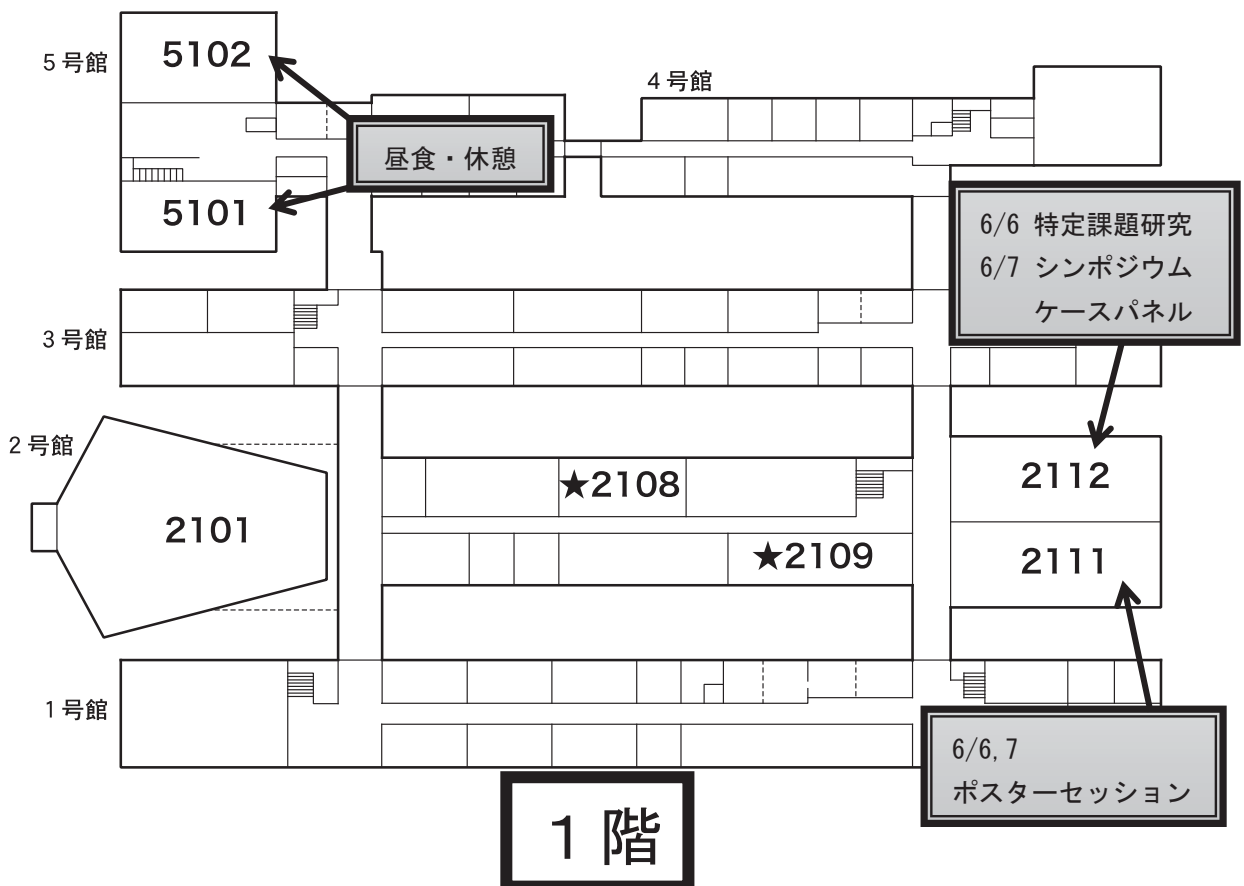 5号館
5102
4号館
昼食・休憩
5101
6/6 特定課題研究
6/7 シンポジウム
ケースパネル
3号館
2号館
2101
★2108
2112
★2109
2111
1号館
6/6, 7
ポスターセッション
1階